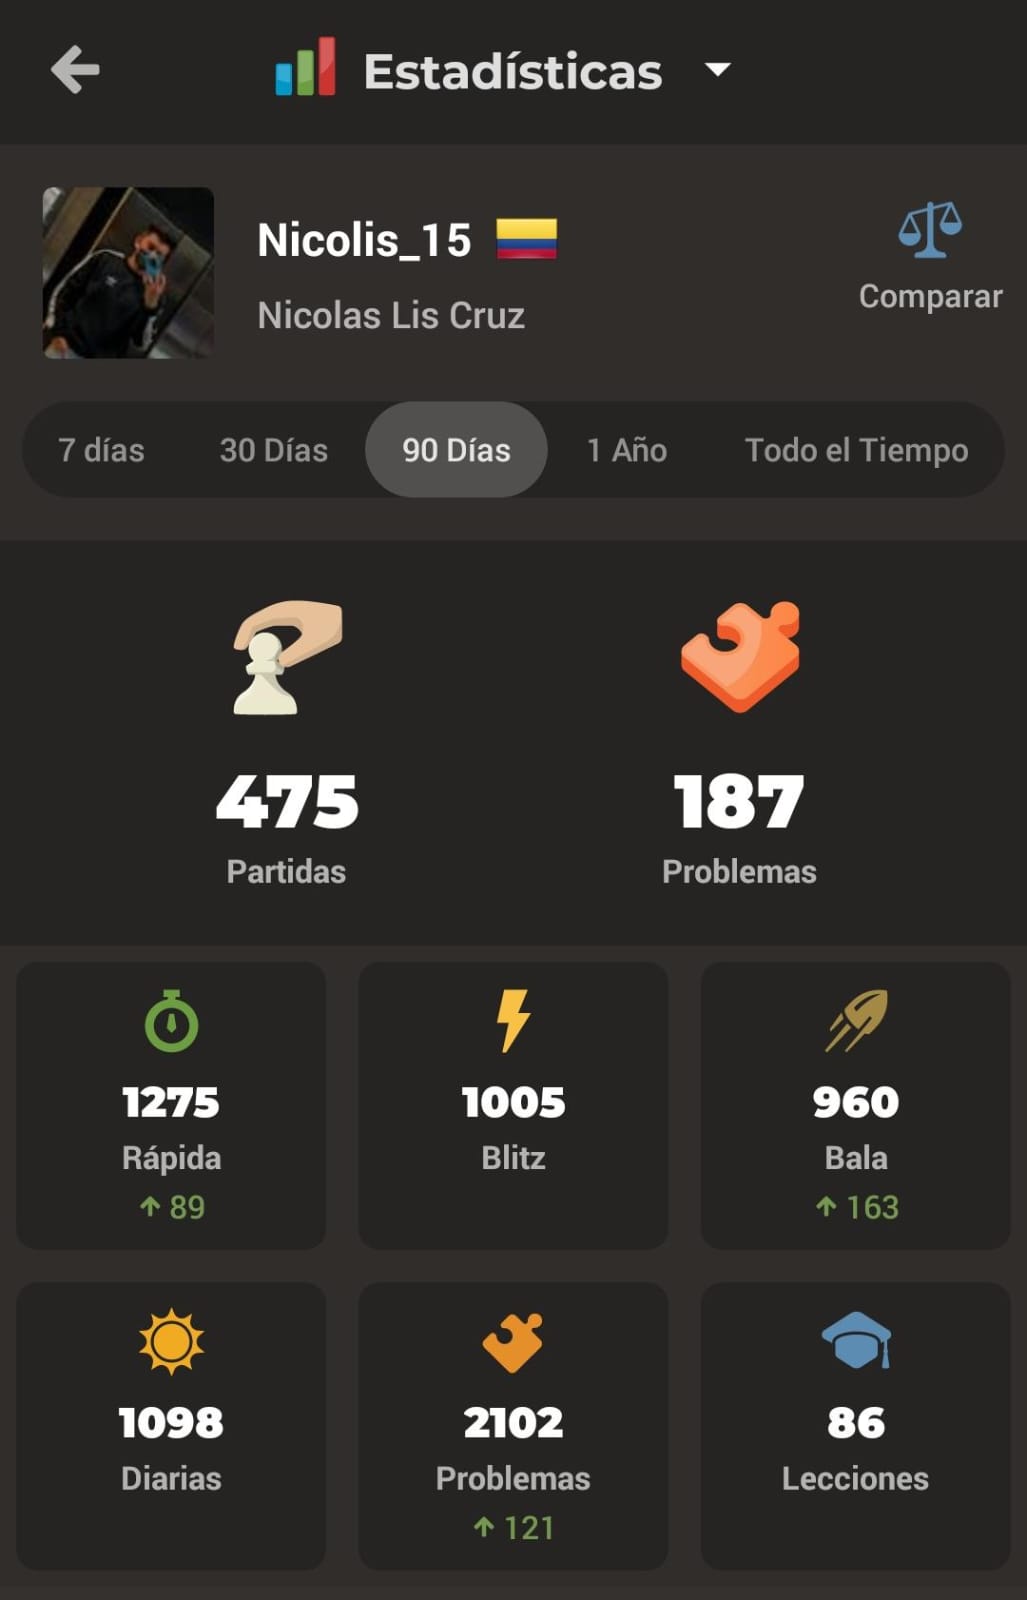 Estadísticas
Nicolis_15
Nicolas Lis Cruz
Comparar
7 días 30 Días 90 Días 1 Año Todo el Tiempo
475 187
Partidas Problemas
1275 1005 960
Rápida Blitz Bala
89 163
1098 2102 86
Diarias Problemas Lecciones
121